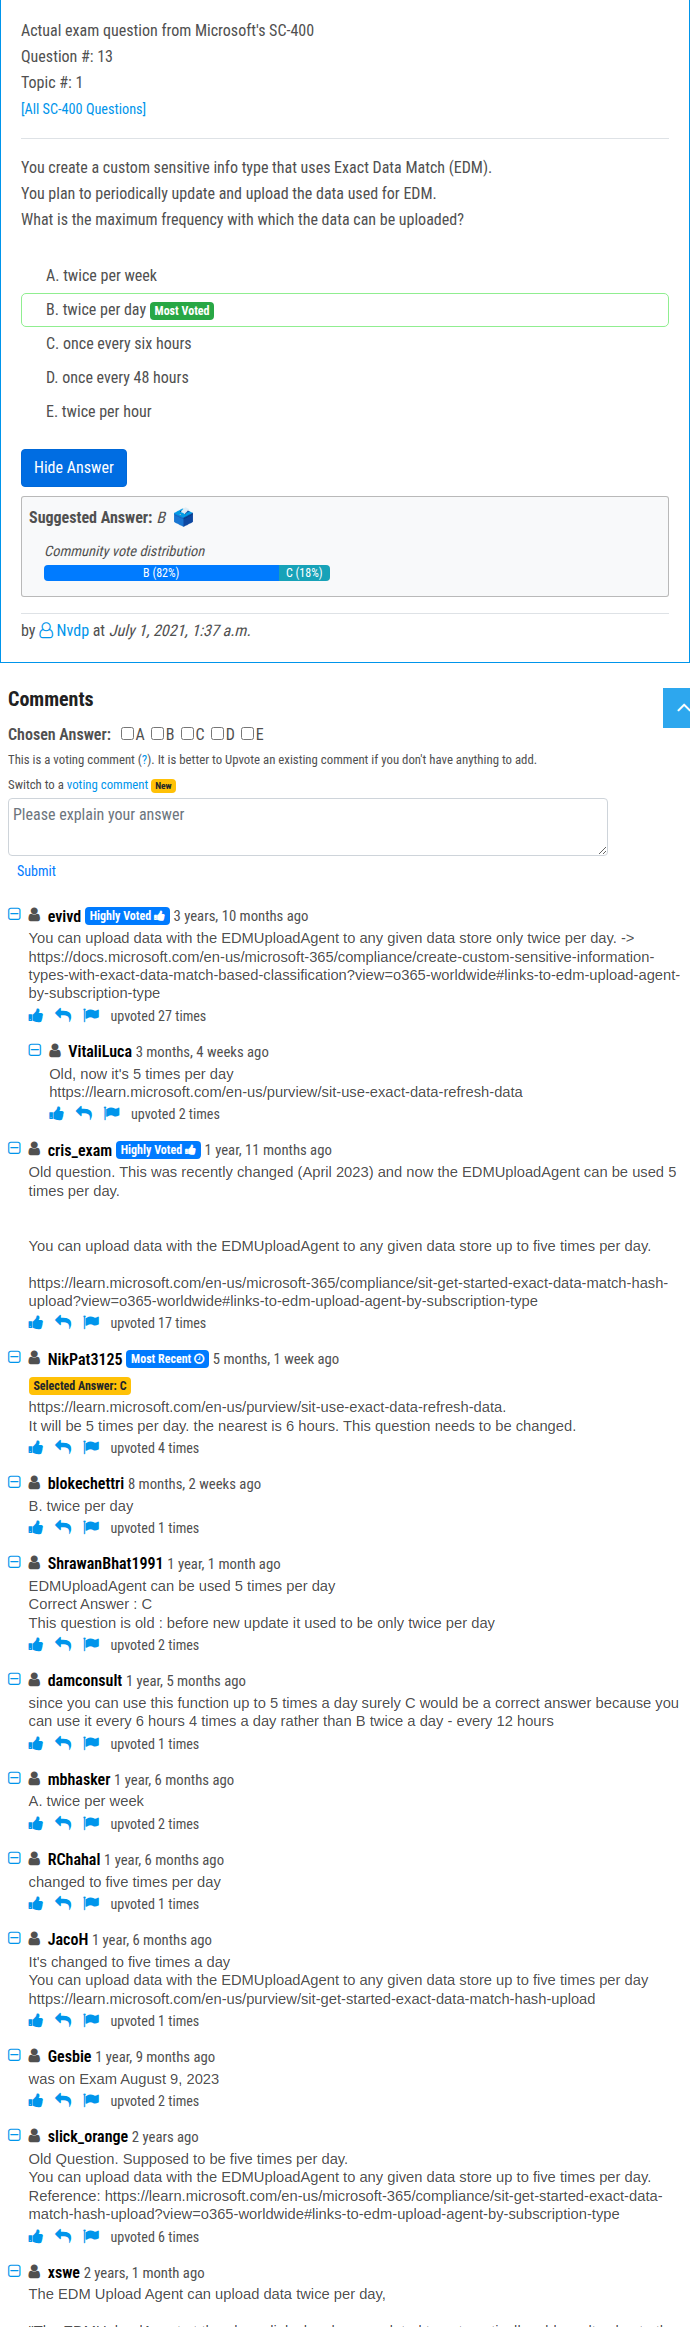 Actual exam question from Microsoft's SC-400
Question #: 13
Topic #: 1
[All SC-400 Questions]
You create a custom sensitive info type that uses Exact Data Match (EDM).
You plan to periodically update and upload the data used for EDM.
What is the maximum frequency with which the data can be uploaded?
A. twice per week
B. twice per day Most Voted
C. once every six hours
D. once every 48 hours
E. twice per hour
Hide Answer
Suggested Answer: B
Community vote distribution
B (82%) C (18%)
by Nvdp at July 1, 2021, 1:37 a.m.
Comments
Chosen Answer: A B C D E
This is a voting comment (?). It is better to Upvote an existing comment if you don't have anything to add.
Switch to a voting comment New
Please explain your answer
Submit
evivd Highly Voted 3 years, 10 months ago
You can upload data with the EDMUploadAgent to any given data store only twice per day. ->
https://docs.microsoft.com/en-us/microsoft-365/compliance/create-custom-sensitive-information-
types-with-exact-data-match-based-classification?view=o365-worldwide#links-to-edm-upload-agent-
by-subscription-type
upvoted 27 times
VitaliLuca 3 months, 4 weeks ago
Old, now it's 5 times per day
https://learn.microsoft.com/en-us/purview/sit-use-exact-data-refresh-data
upvoted 2 times
cris_exam Highly Voted 1 year, 11 months ago
Old question. This was recently changed (April 2023) and now the EDMUploadAgent can be used 5
times per day.
You can upload data with the EDMUploadAgent to any given data store up to five times per day.
https://learn.microsoft.com/en-us/microsoft-365/compliance/sit-get-started-exact-data-match-hash-
upload?view=o365-worldwide#links-to-edm-upload-agent-by-subscription-type
upvoted 17 times
NikPat3125 Most Recent 5 months, 1 week ago
Selected Answer: C
https://learn.microsoft.com/en-us/purview/sit-use-exact-data-refresh-data.
It will be 5 times per day. the nearest is 6 hours. This question needs to be changed.
upvoted 4 times
blokechettri 8 months, 2 weeks ago
B. twice per day
upvoted 1 times
ShrawanBhat1991 1 year, 1 month ago
EDMUploadAgent can be used 5 times per day
Correct Answer : C
This question is old : before new update it used to be only twice per day
upvoted 2 times
damconsult 1 year, 5 months ago
since you can use this function up to 5 times a day surely C would be a correct answer because you
can use it every 6 hours 4 times a day rather than B twice a day - every 12 hours
upvoted 1 times
mbhasker 1 year, 6 months ago
A. twice per week
upvoted 2 times
RChahal 1 year, 6 months ago
changed to five times per day
upvoted 1 times
JacoH 1 year, 6 months ago
It's changed to five times a day
You can upload data with the EDMUploadAgent to any given data store up to five times per day
https://learn.microsoft.com/en-us/purview/sit-get-started-exact-data-match-hash-upload
upvoted 1 times
Gesbie 1 year, 9 months ago
was on Exam August 9, 2023
upvoted 2 times
slick_orange 2 years ago
Old Question. Supposed to be five times per day.
You can upload data with the EDMUploadAgent to any given data store up to five times per day.
Reference: https://learn.microsoft.com/en-us/microsoft-365/compliance/sit-get-started-exact-data-
match-hash-upload?view=o365-worldwide#links-to-edm-upload-agent-by-subscription-type
upvoted 6 times
xswe 2 years, 1 month ago
The EDM Upload Agent can upload data twice per day,